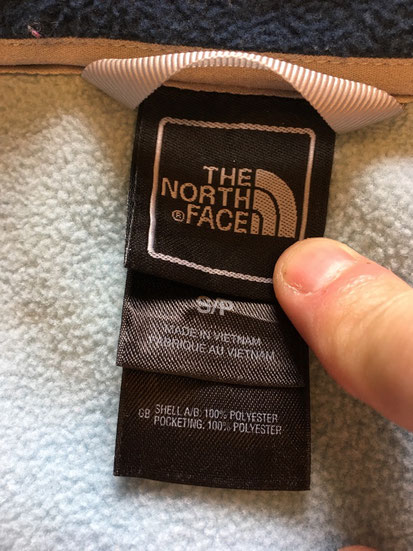 THE
NORTH
® FACE
S/P
MADE IN VIETNAM
FABRIQUE AU VIETNAM
SHELL A/B: 100% POLYESTER
POCKETING: 100% POLYESTER